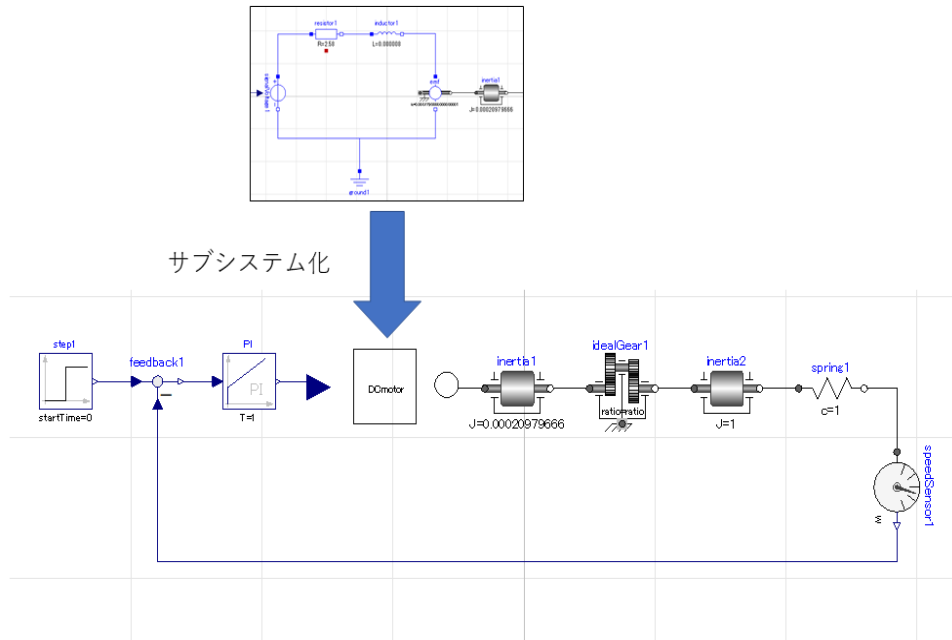 resistor1
inductor1
R=2.50
L=0.000000
emf
inertia1
J=0.00020979666
ground1
サブシステム化
step1
feedback1
PI
PI
startTime=0
T=1
DCmotor
inertia1
J=0.00020979666
idealGear1
ratio=ratio
inertia2
J=1
spring1
c=1
speedSensor1
w